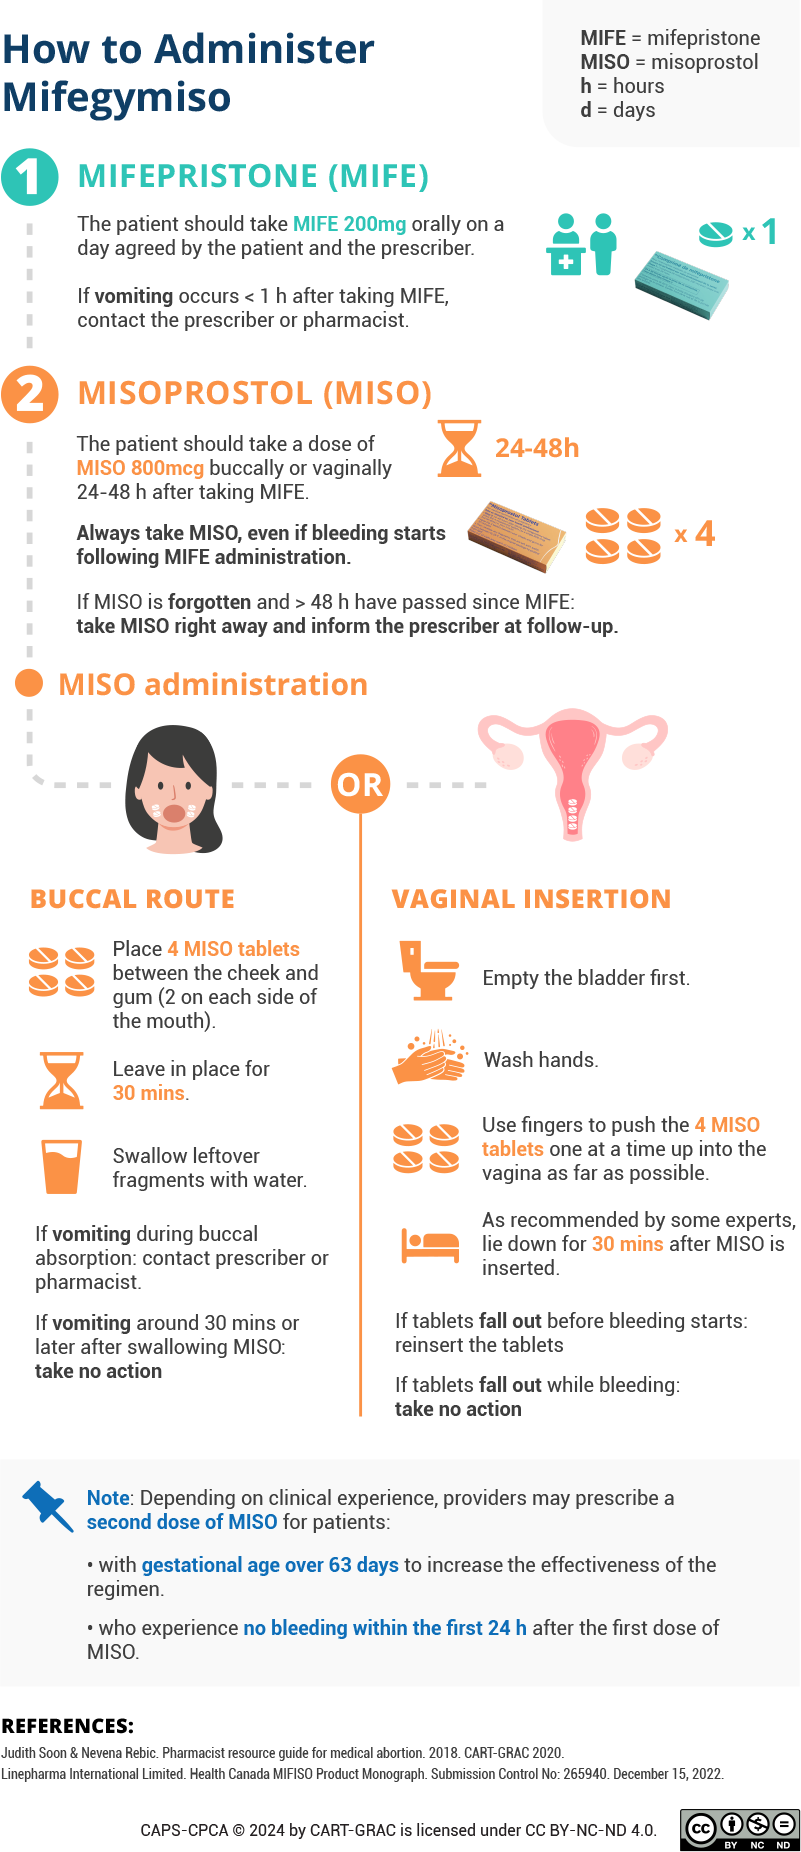 How to Administer
Mifegymiso
MIFE = mifepristone
MISO = misoprostol
h = hours
d = days
1
MIFEPRISTONE (MIFE)
The patient should take MIFE 200mg orally on a
day agreed by the patient and the prescriber.
x 1
If vomiting occurs < 1 h after taking MIFE,
contact the prescriber or pharmacist.
2
MISOPROSTOL (MISO)
The patient should take a dose of
MISO 800mcg buccally or vaginally
24-48 h after taking MIFE.
24-48h
Always take MISO, even if bleeding starts
following MIFE administration.
x 4
If MISO is forgotten and > 48 h have passed since MIFE:
take MISO right away and inform the prescriber at follow-up.
MISO administration
OR
BUCCAL ROUTE
Place 4 MISO tablets
between the cheek and
gum (2 on each side of
the mouth).
Leave in place for
30 mins.
Swallow leftover
fragments with water.
If vomiting during buccal
absorption: contact prescriber or
pharmacist.
If vomiting around 30 mins or
later after swallowing MISO:
take no action
VAGINAL INSERTION
Empty the bladder first.
Wash hands.
Use fingers to push the 4 MISO
tablets one at a time up into the
vagina as far as possible.
As recommended by some experts,
lie down for 30 mins after MISO is
inserted.
If tablets fall out before bleeding starts:
reinsert the tablets
If tablets fall out while bleeding:
take no action
Note: Depending on clinical experience, providers may prescribe a
second dose of MISO for patients:
• with gestational age over 63 days to increase the effectiveness of the
regimen.
• who experience no bleeding within the first 24 h after the first dose of
MISO.
REFERENCES:
Judith Soon & Nevena Rebic. Pharmacist resource guide for medical abortion. 2018. CART-GRAC 2020.
Linepharma International Limited. Health Canada MIFISO Product Monograph. Submission Control No: 265940. December 15, 2022.
CAPS-CPCA © 2024 by CART-GRAC is licensed under CC BY-NC-ND 4.0.
cc BY NC ND